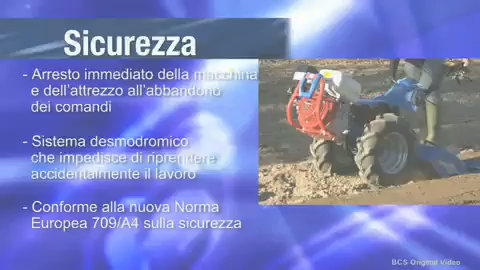 Sicurezza
- Arresto immediato della macchina
e dell'attrezzo all'abbandono
dei comandi
- Sistema desmodromico
che impedisce di riprendere
accidentalmente il lavoro
- Conforme alla nuova Norma
Europea 709/A4 sulla sicurezza
BCS Original Video